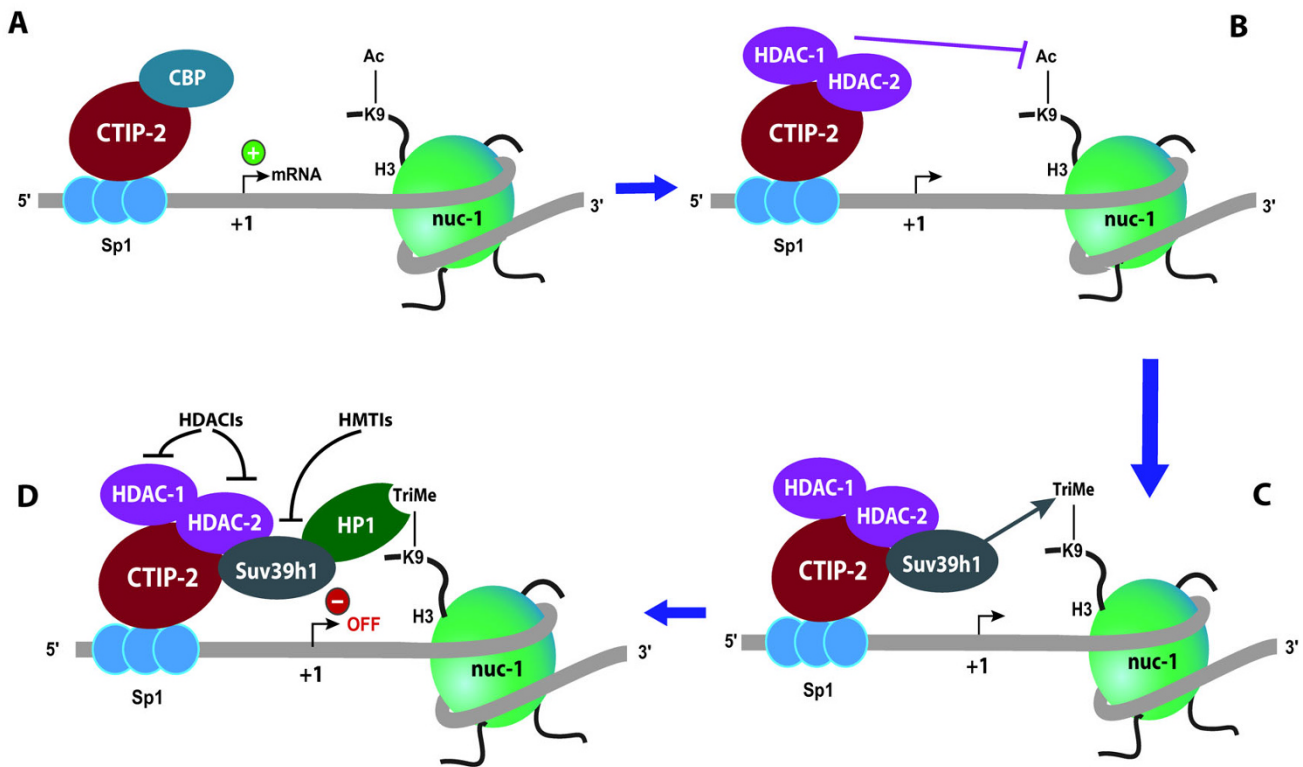 A
CBP
CTIP-2
Ac
K9
H3
+
mRNA
5'
3'
nuc-1
Sp1
+1
B
HDAC-1
HDAC-2
CTIP-2
Ac
K9
H3
5'
3'
nuc-1
Sp1
+1
D
HDACIs
HMTIs
HDAC-1
HDAC-2
HP1
TriMe
CTIP-2
Suv39h1
K9
−
OFF
H3
5'
3'
nuc-1
Sp1
+1
C
HDAC-1
HDAC-2
TriMe
CTIP-2
Suv39h1
K9
H3
5'
3'
nuc-1
Sp1
+1